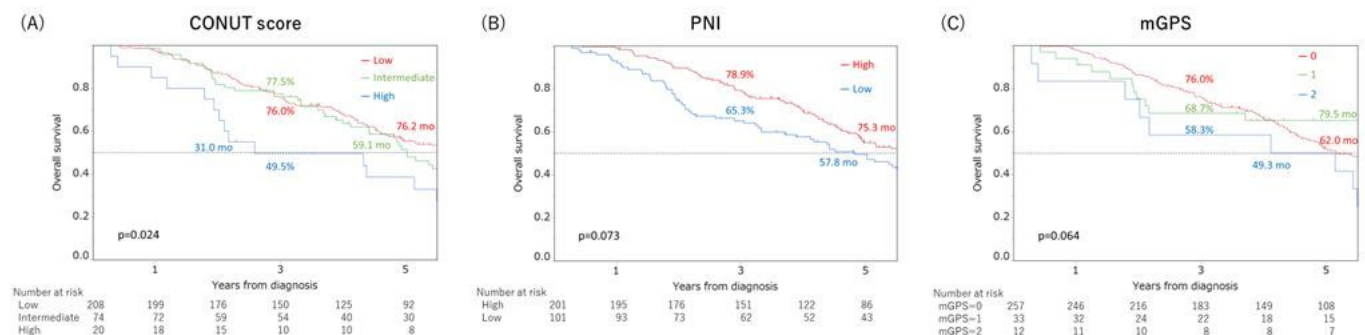 (A) CONUT score
Overall survival
0.8
0.6
0.4
0.2
0.0
Low
Intermediate
High
77.5%
76.0%
76.2 mo
59.1 mo
31.0 mo
49.5%
p=0.024
1 3 5
Years from diagnosis
Number at risk
Low 208 199 176 150 125 92
Intermediate 74 72 59 54 40 30
High 20 18 15 10 10 8
(B) PNI
Overall survival
0.8
0.6
0.4
0.2
0.0
High
Low
78.9%
65.3%
75.3 mo
57.8 mo
p=0.073
1 3 5
Years from diagnosis
Number at risk
High 201 195 176 151 122 86
Low 101 93 73 62 52 43
(C) mGPS
Overall survival
0.8
0.6
0.4
0.2
0.0
0
1
2
76.0%
68.7%
58.3%
79.5 mo
62.0 mo
49.3 mo
p=0.064
1 3 5
Years from diagnosis
Number at risk
mGPS=0 257 246 216 183 149 108
mGPS=1 33 32 24 22 18 15
mGPS=2 12 11 10 8 8 7